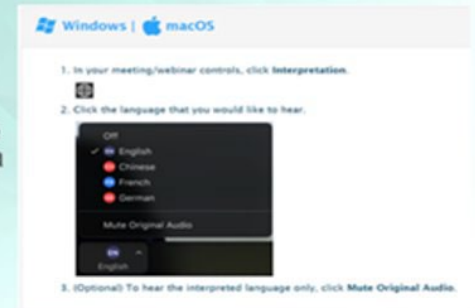 Windows | macOS
1. In your meeting/webinar controls, click Interpretation.
2. Click the language that you would like to hear.
Off
EN English
Chinese
French
German
Mute Original Audio
EN
English
3. (Optional) To hear the interpreted language only, click Mute Original Audio.